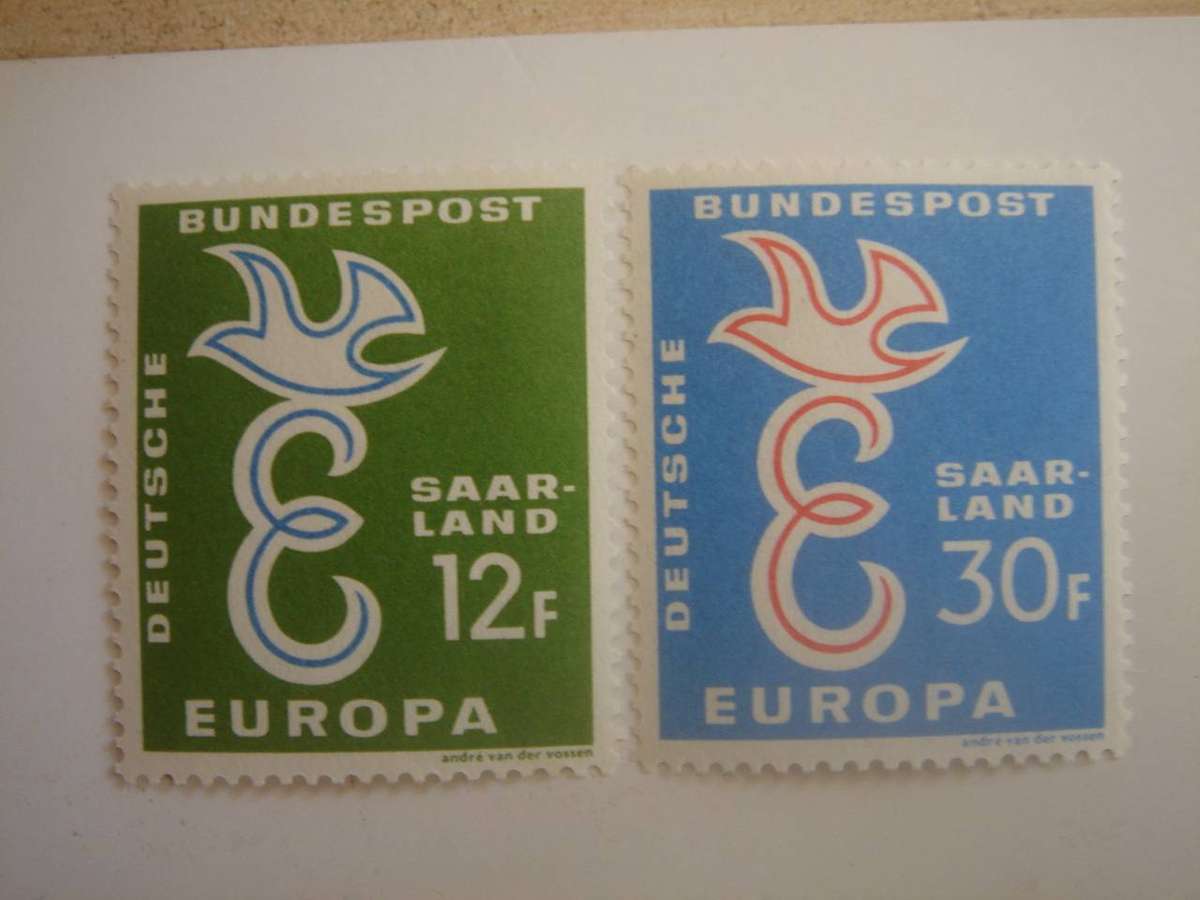 BUNDESPOST
DEUTSCHE
SAAR-
LAND
12F
EUROPA
andré van der vossen
BUNDESPOST
DEUTSCHE
SAAR-
LAND
30F
EUROPA
andré van der vossen